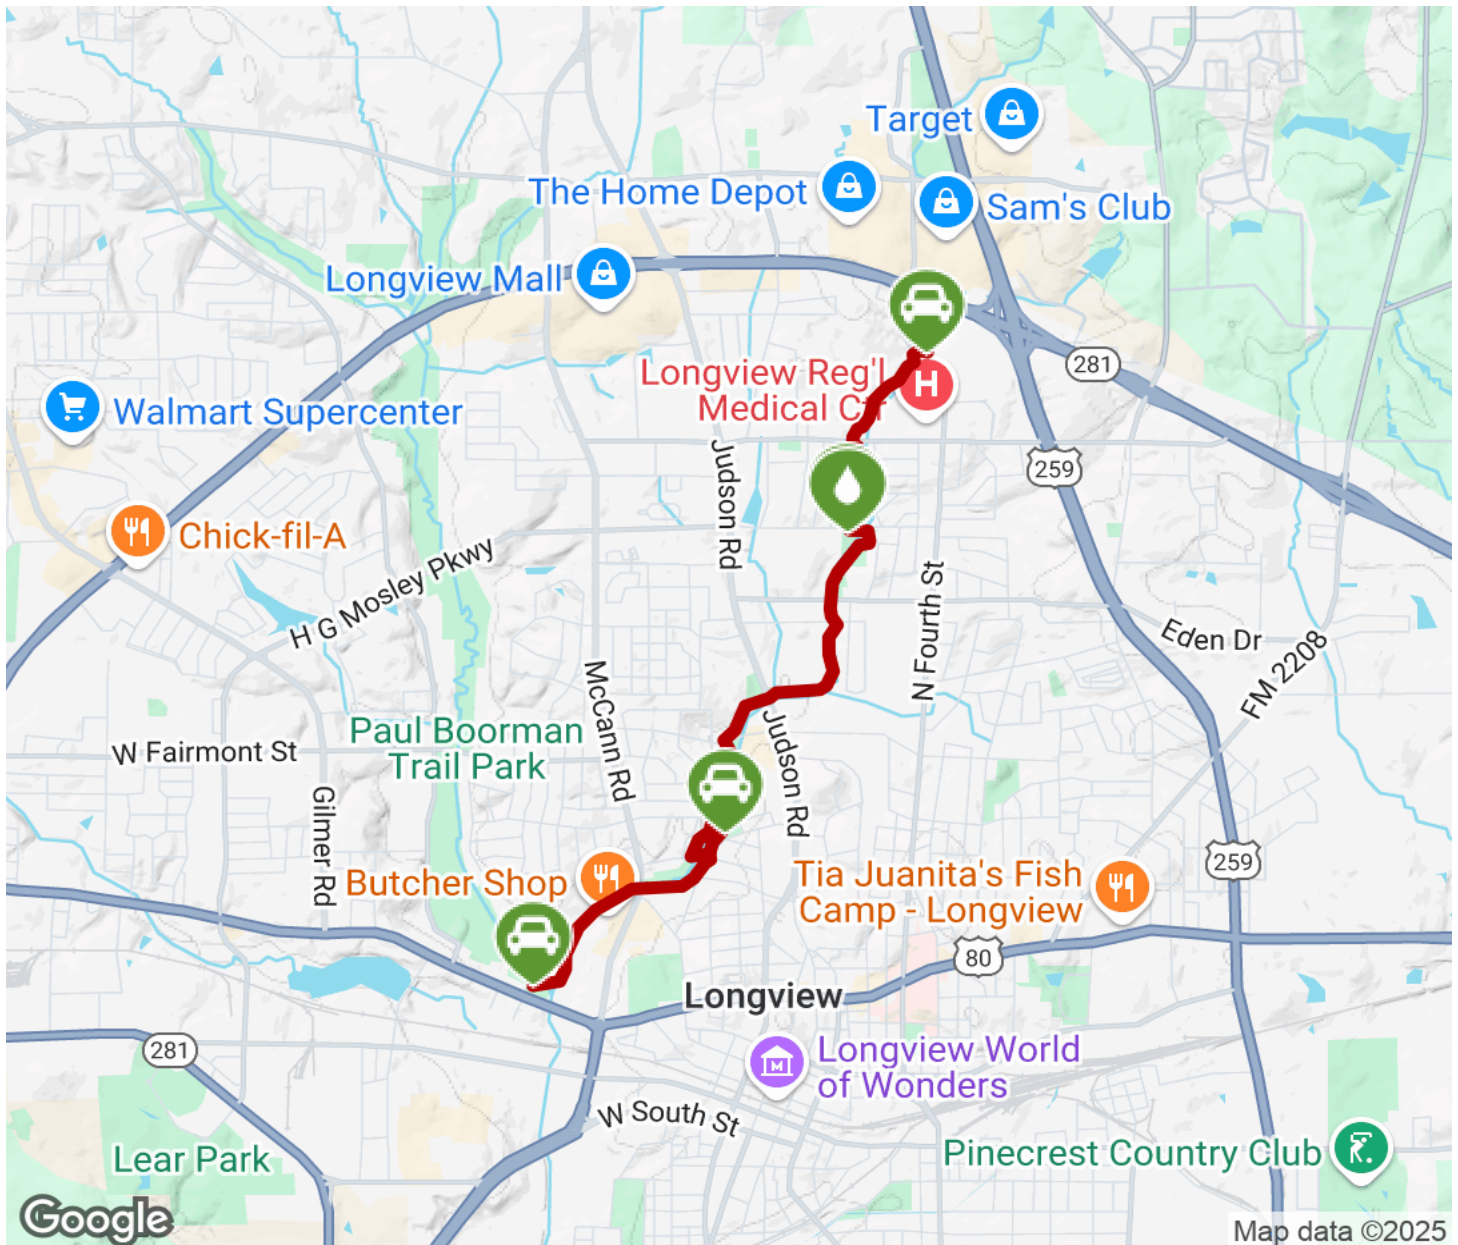 Target
The Home Depot
Sam's Club
Longview Mall
Longview Reg'l
Medical Ctr
281
Walmart Supercenter
Judson Rd
259
Chick-fil-A
H G Mosley Pkwy
N Fourth St
Eden Dr
FM 2208
McCann Rd
Paul Boorman
Trail Park
W Fairmont St
Judson Rd
Gilmer Rd
Butcher Shop
Tia Juanita's Fish
Camp - Longview
259
80
Longview
281
Longview World
of Wonders
W South St
Lear Park
Pinecrest Country Club
H
M
Google
Map data ©2025